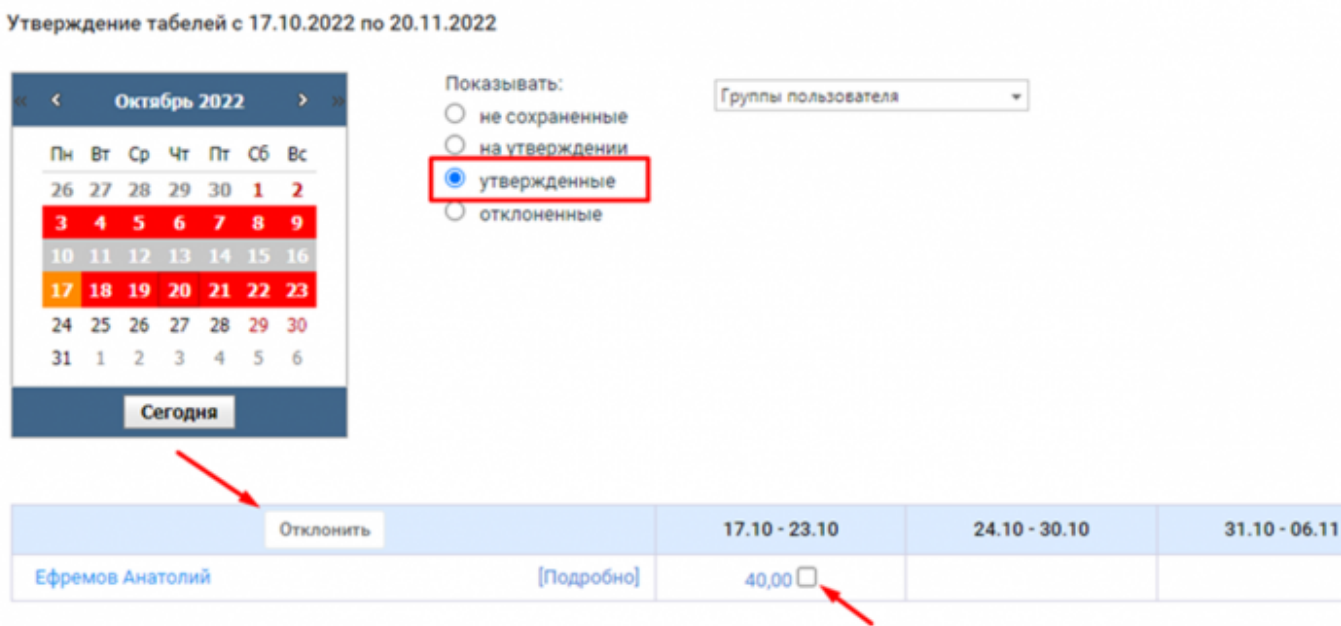 Утверждение табелей с 17.10.2022 по 20.11.2022
« ‹ Октябрь 2022 › »
Пн Вт Ср Чт Пт Сб Вс
26 27 28 29 30 1 2
3 4 5 6 7 8 9
10 11 12 13 14 15 16
17 18 19 20 21 22 23
24 25 26 27 28 29 30
31 1 2 3 4 5 6
Сегодня
Показывать:
не сохраненные
на утверждении
утвержденные
отклоненные
Группы пользователя
Отклонить 17.10 - 23.10 24.10 - 30.10 31.10 - 06.11
Ефремов Анатолий [Подробно] 40,00